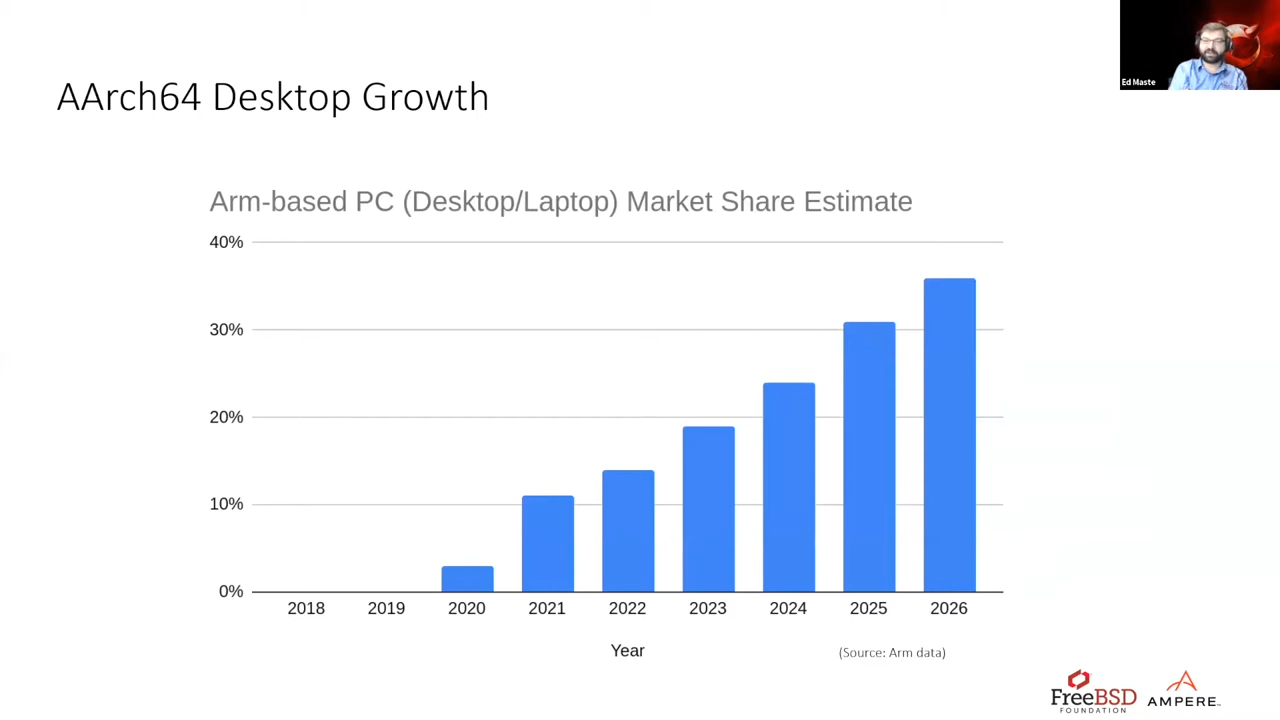 Ed Maste
AArch64 Desktop Growth
Arm-based PC (Desktop/Laptop) Market Share Estimate
40%
30%
20%
10%
0%
2018 2019 2020 2021 2022 2023 2024 2025 2026
Year
(Source: Arm data)
FreeBSD
FOUNDATION
AMPERE